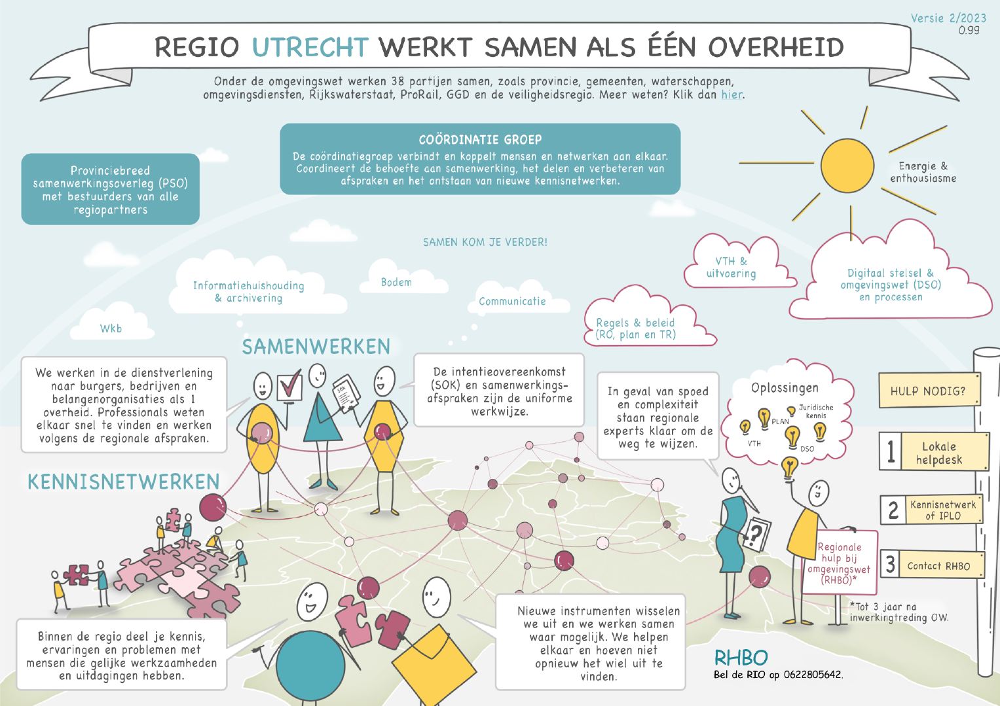 Versie 2/2023
0.99
REGIO UTRECHT WERKT SAMEN ALS ÉÉN OVERHEID
Onder de omgevingswet werken 38 partijen samen, zoals provincie, gemeenten, waterschappen,
omgevingsdiensten, Rijkswaterstaat, ProRail, GGD en de veiligheidsregio. Meer weten? Klik dan hier.
COÖRDINATIE GROEP
De coördinatiegroep verbindt en koppelt mensen en netwerken aan elkaar.
Coordineert de behoefte aan samenwerking, het delen en verbeteren van
afspraken en het ontstaan van nieuwe kennisnetwerken.
Provinciebreed
samenwerkingsoverleg (PSO)
met bestuurders van alle
regiopartners
Energie &
enthousiasme
SAMEN KOM JE VERDER!
VTH &
uitvoering
Digitaal stelsel &
omgevingswet (DSO)
en processen
Informatiehuishouding
& archivering
Bodem
Communicatie
Wkb
Regels & beleid
(RO, plan en TR)
SAMENWERKEN
We werken in de dienstverlening
naar burgers, bedrijven en
belangenorganisaties als 1
overheid. Professionals weten
elkaar snel te vinden en werken
volgens de regionale afspraken.
SOK
De intentieovereenkomst
(SOK) en samenwerkings-
afspraken zijn de uniforme
werkwijze.
In geval van spoed
en complexiteit
staan regionale
experts klaar om de
weg te wijzen.
Oplossingen
Juridische
kennis
PLAN
VTH
DSO
HULP NODIG?
1 Lokale
helpdesk
2 Kennisnetwerk
of IPLO
3 Contact RHBO
KENNISNETWERKEN
?
Regionale
hulp bij
omgevingswet
(RHBO)*
*Tot 3 jaar na
inwerkingtreding OW.
Binnen de regio deel je kennis,
ervaringen en problemen met
mensen die gelijke werkzaamheden
en uitdagingen hebben.
Nieuwe instrumenten wisselen
we uit en we werken samen
waar mogelijk. We helpen
elkaar en hoeven niet
opnieuw het wiel uit te
vinden.
RHBO
Bel de RIO op 0622805642.